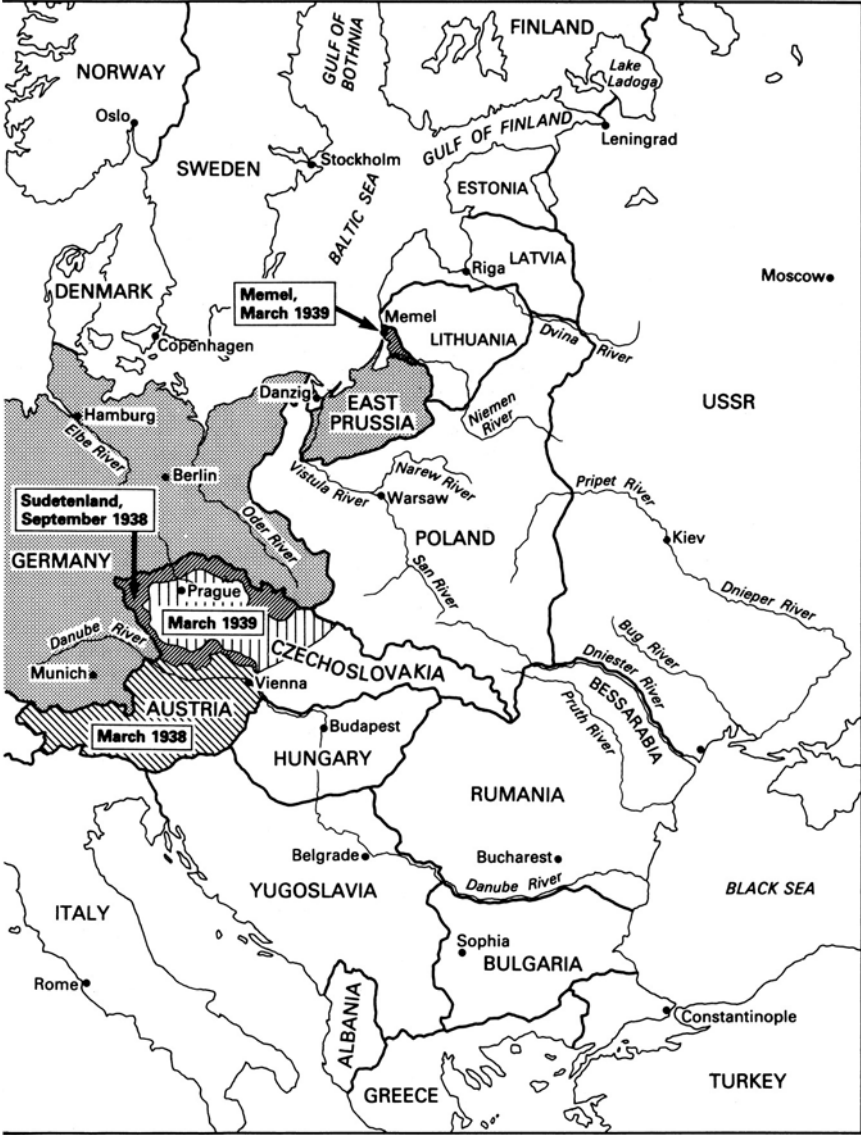 FINLAND
GULF OF
BOTHNIA
Lake
Ladoga
NORWAY
Oslo
GULF OF FINLAND
Leningrad
SWEDEN
Stockholm
ESTONIA
BALTIC SEA
LATVIA
Riga
Moscow
DENMARK
Memel,
March 1939
Memel
LITHUANIA
Dvina
River
Copenhagen
Danzig
EAST
PRUSSIA
Niemen
River
USSR
Hamburg
Elbe River
Berlin
Vistula River
Narew River
Warsaw
Pripet River
Sudetenland,
September 1938
Oder River
POLAND
Kiev
GERMANY
San River
Dnieper River
Prague
March 1939
Danube
River
CZECHOSLOVAKIA
Bug River
Dniester River
Munich
Vienna
BESSARABIA
AUSTRIA
Pruth River
March 1938
Budapest
HUNGARY
RUMANIA
Belgrade
Bucharest
YUGOSLAVIA
Danube River
BLACK SEA
ITALY
Sophia
BULGARIA
Rome
Constantinople
ALBANIA
GREECE
TURKEY